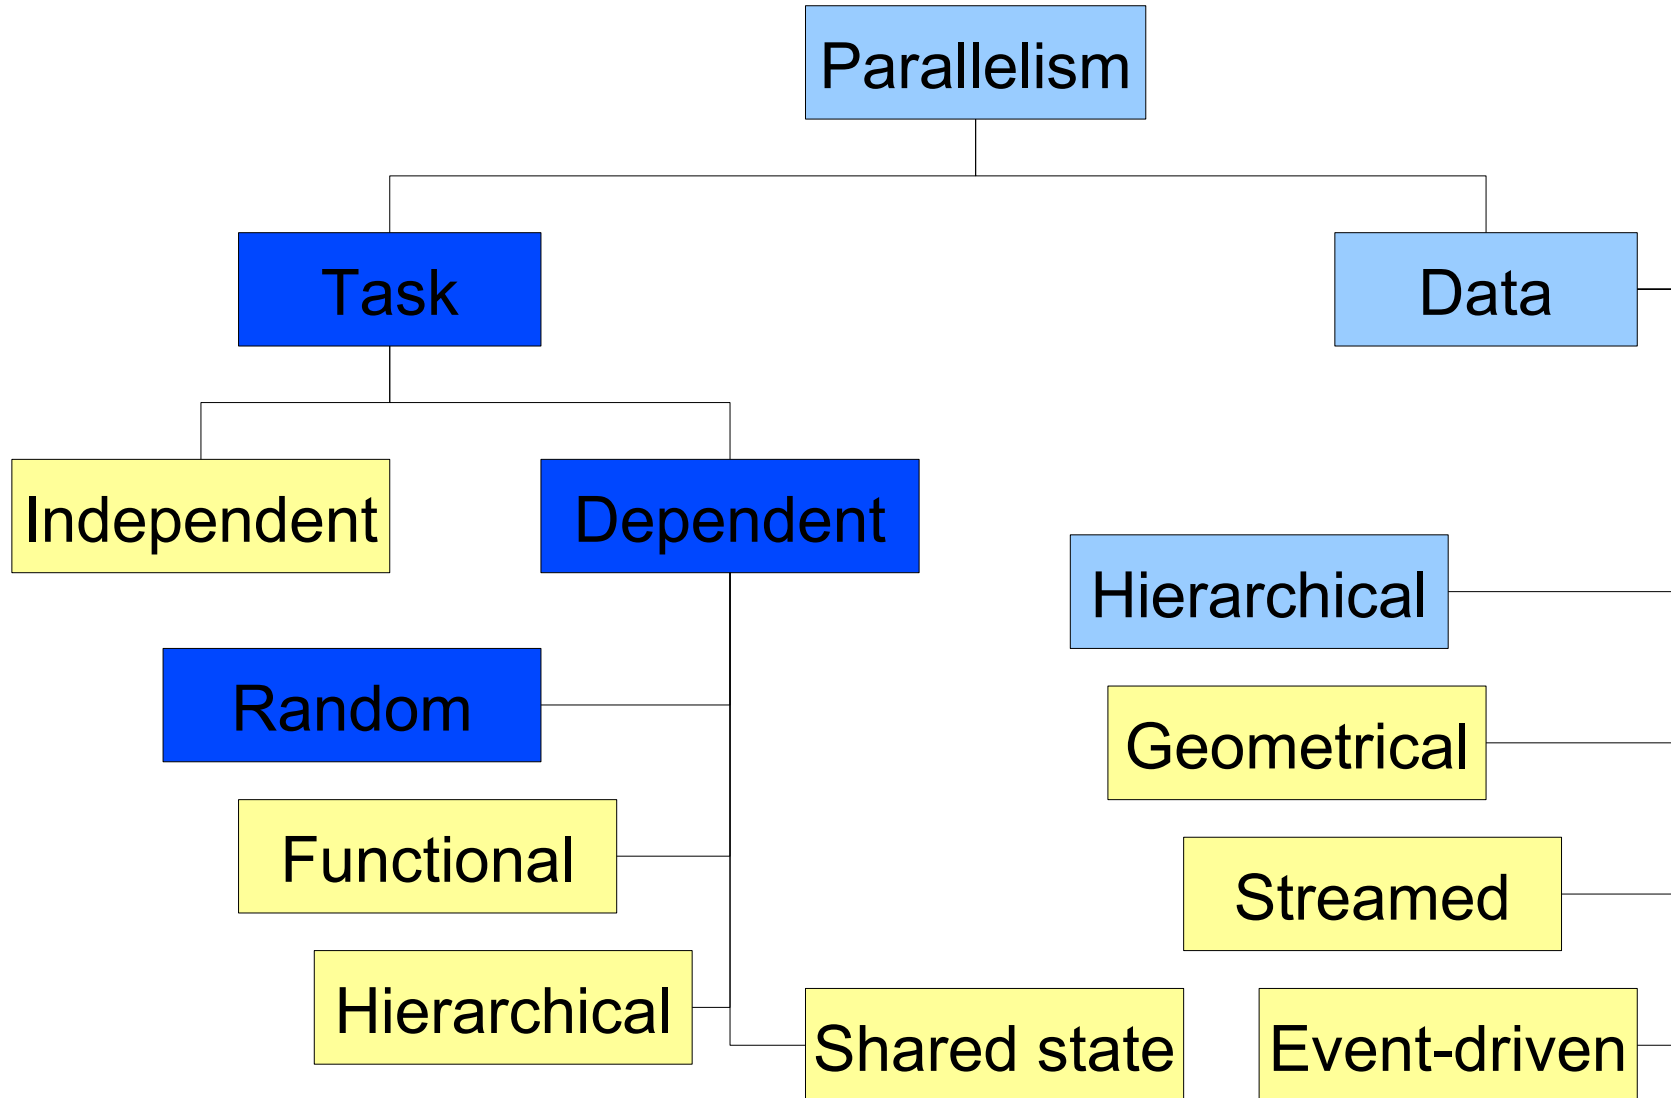 Parallelism
Task
Data
Independent
Dependent
Hierarchical
Random
Geometrical
Functional
Streamed
Hierarchical
Shared state
Event-driven